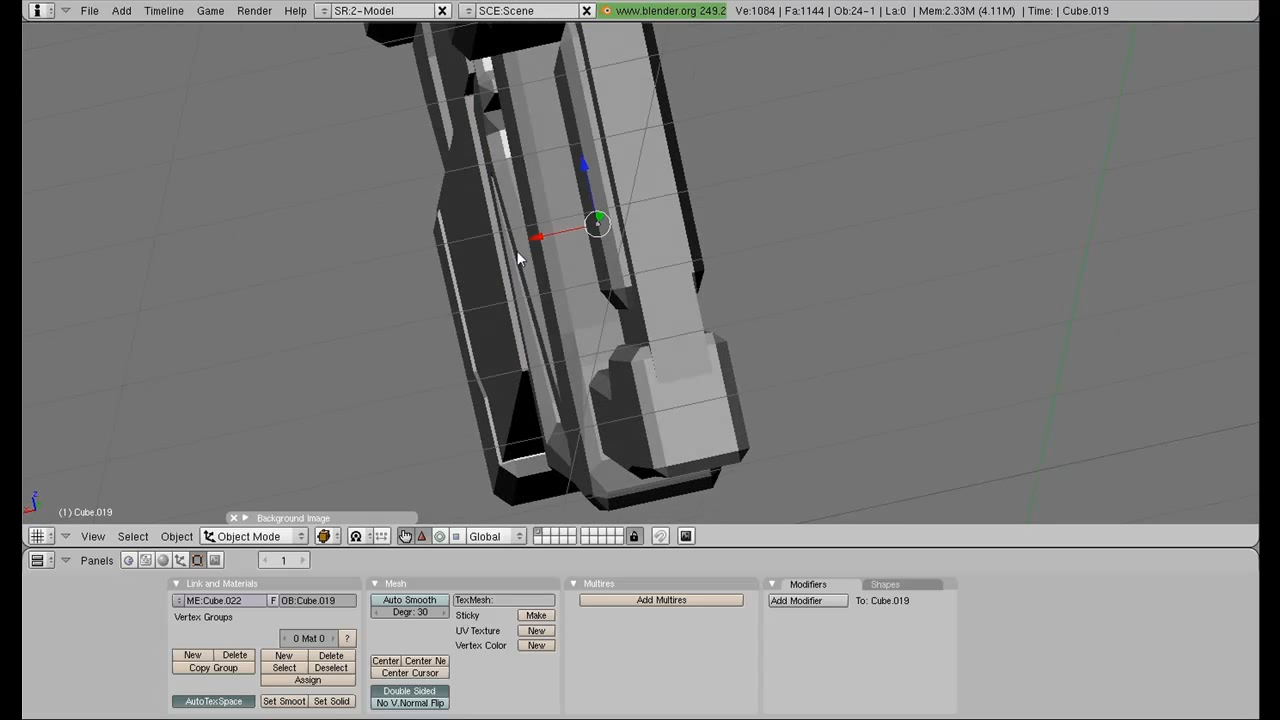 File Add Timeline Game Render Help SR:2-Model SCE:Scene www.blender.org 249.2 Ve:1084 | Fa:1144 | Ob:24-1 | La:0 | Mem:2.33M (4.11M) | Time: | Cube.019
z
(1) Cube.019
Background Image
View Select Object Object Mode Global
Panels 1
Link and Materials Mesh Multires Modifiers Shapes
ME:Cube.022 F OB:Cube.019 Auto Smooth TexMesh: Add Multires Add Modifier To: Cube.019
Vertex Groups Degr: 30 Sticky Make
UV Texture New
0 Mat 0 ? Vertex Color New
New Delete New Delete Center Center Ne
Copy Group Select Deselect Center Cursor
Assign
Double Sided
AutoTexSpace Set Smoot Set Solid No V.Normal Flip